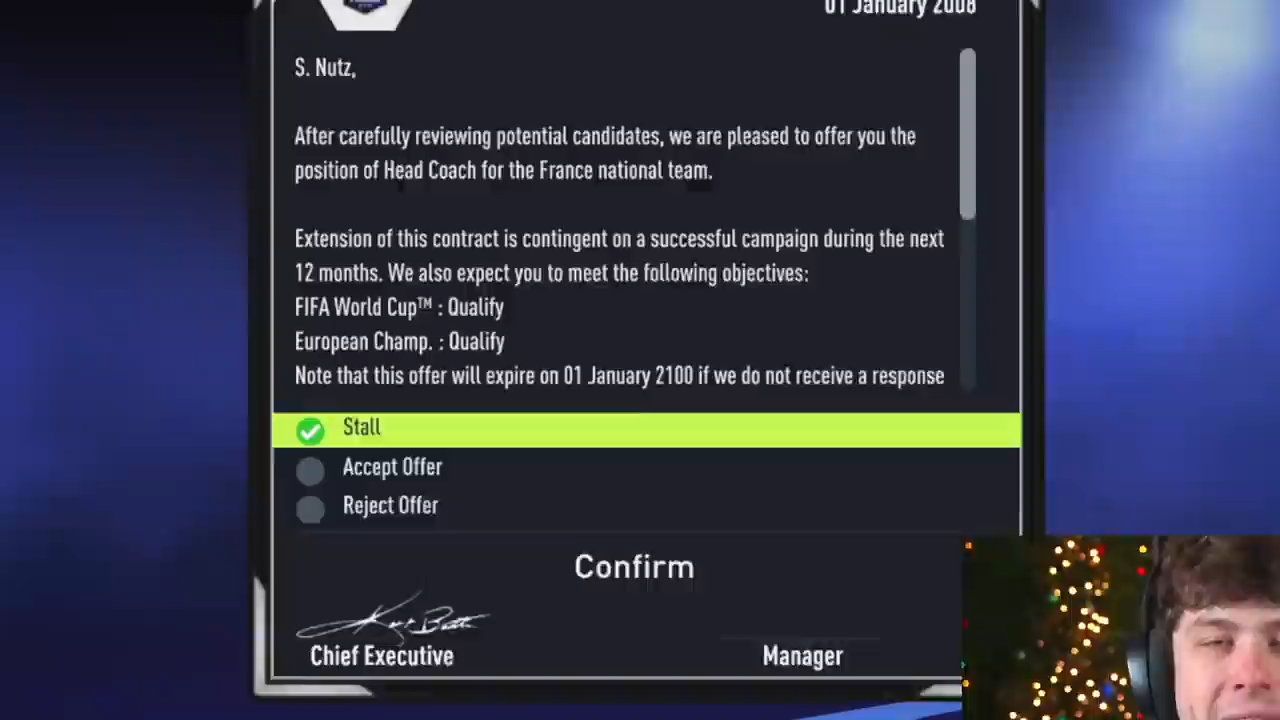 01 January 2008
S. Nutz,
After carefully reviewing potential candidates, we are pleased to offer you the
position of Head Coach for the France national team.
Extension of this contract is contingent on a successful campaign during the next
12 months. We also expect you to meet the following objectives:
FIFA World Cup™ : Qualify
European Champ. : Qualify
Note that this offer will expire on 01 January 2100 if we do not receive a response
Stall
Accept Offer
Reject Offer
Confirm
Chief Executive
Manager